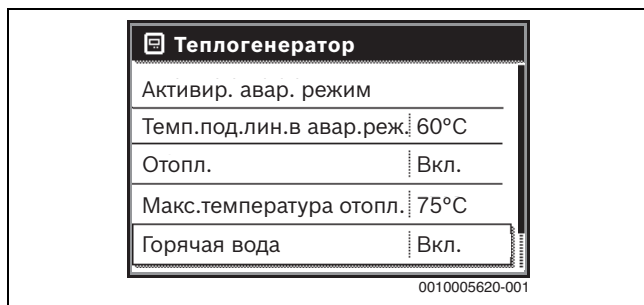 Теплогенератор
Активир. авар. режим
Темп.под.лин.в авар.реж. 60°C
Отопл. Вкл.
Макс.температура отопл. 75°C
Горячая вода Вкл.
0010005620-001